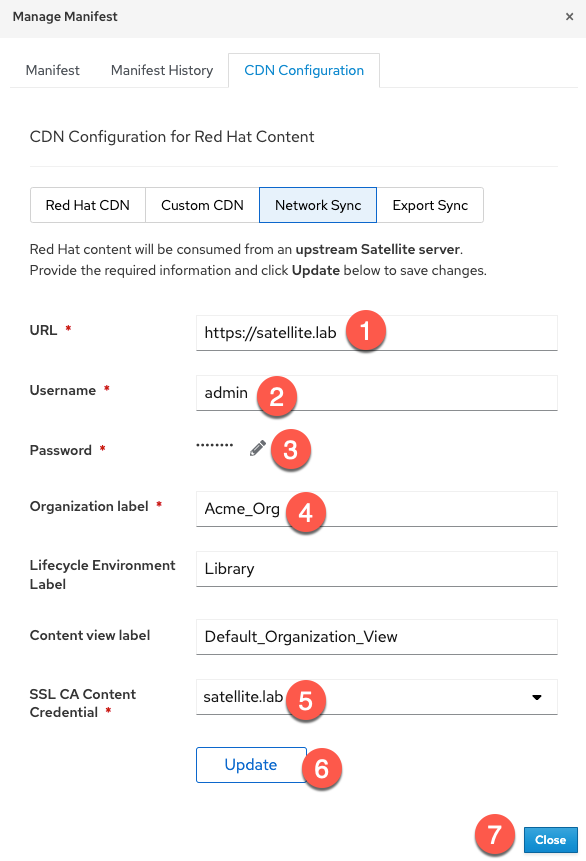 Manage Manifest ×
Manifest Manifest History CDN Configuration
CDN Configuration for Red Hat Content
Red Hat CDN Custom CDN Network Sync Export Sync
Red Hat content will be consumed from an upstream Satellite server.
Provide the required information and click Update below to save changes.
URL * https://satellite.lab 1
Username * admin 2
Password * •••••••• 3
Organization label * Acme_Org 4
Lifecycle Environment
Label
Library
Content view label Default_Organization_View
SSL CA Content
Credential *
satellite.lab 5
Update 6
7 Close